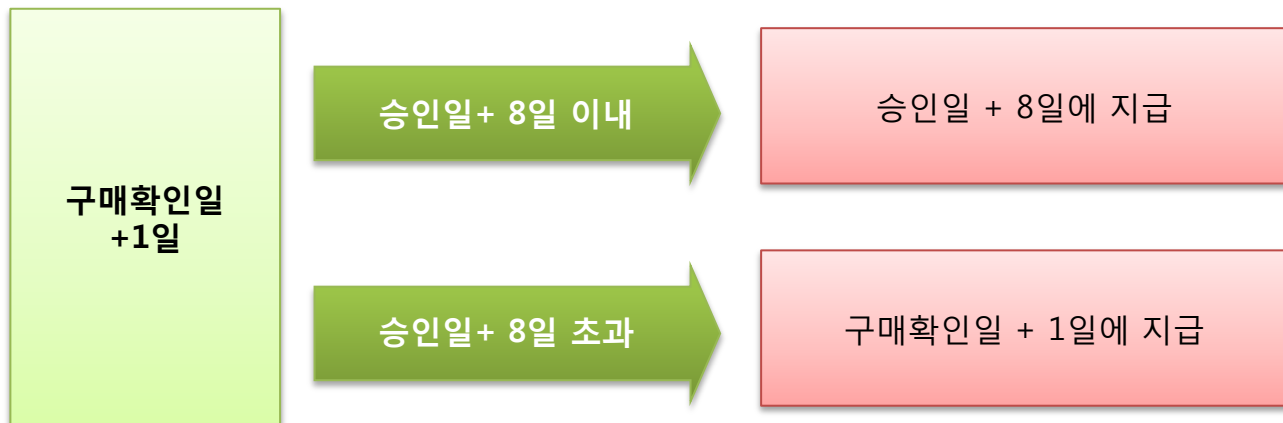 구매확인일
+1일
승인일+ 8일 이내
승인일 + 8일에 지급
승인일+ 8일 초과
구매확인일 + 1일에 지급